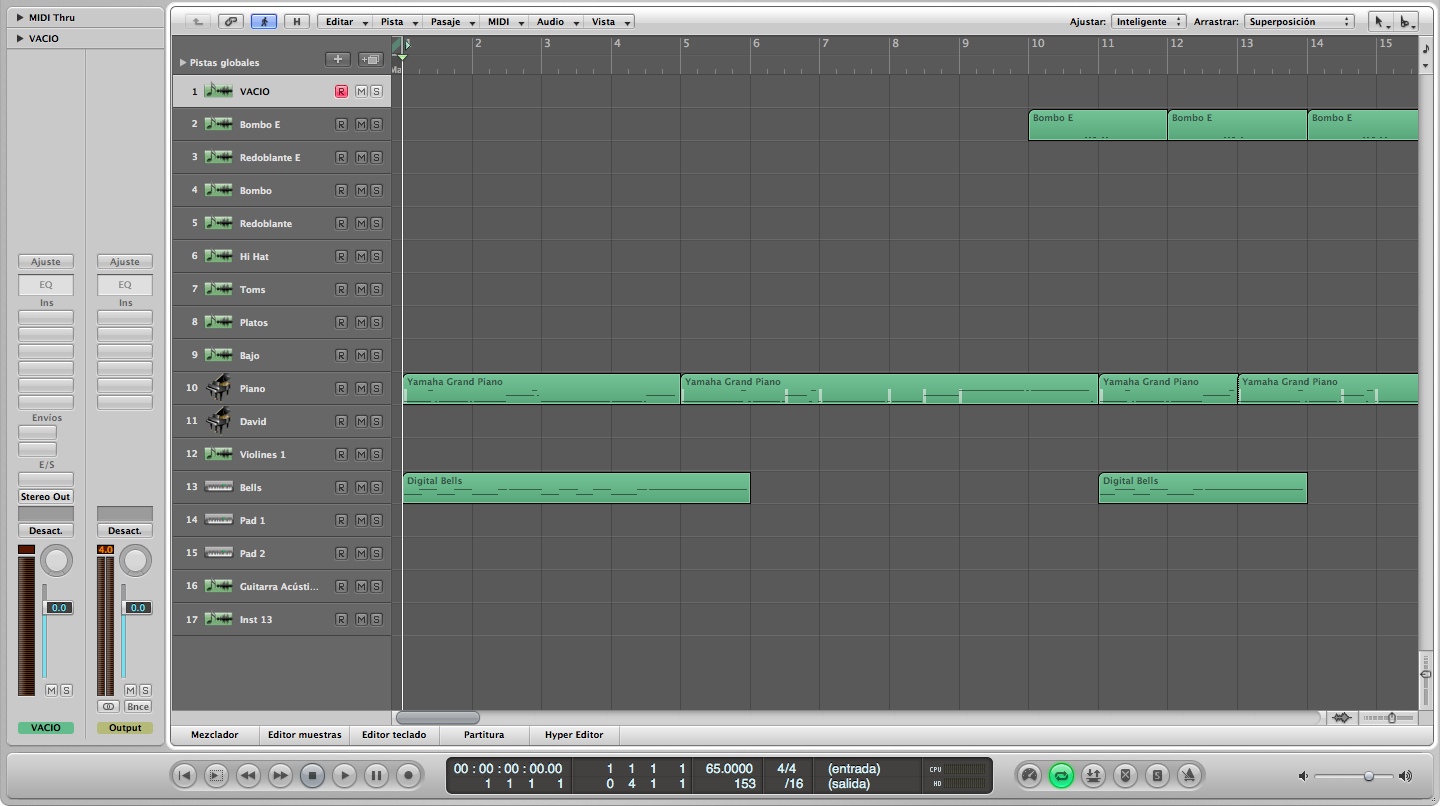 MIDI Thru
VACIO
H Editar Pista Pasaje MIDI Audio Vista Ajustar: Inteligente Arrastrar: Superposición
Pistas globales
1 2 3 4 5 6 7 8 9 10 11 12 13 14 15
1 VACIO R M S
2 Bombo E R M S
Bombo E Bombo E Bombo E
3 Redoblante E R M S
4 Bombo R M S
5 Redoblante R M S
6 Hi Hat R M S
7 Toms R M S
8 Platos R M S
9 Bajo R M S
10 Piano R M S
Yamaha Grand Piano Yamaha Grand Piano Yamaha Grand Piano Yamaha Grand Piano
11 David R M S
12 Violines 1 R M S
13 Bells R M S
Digital Bells Digital Bells
14 Pad 1 R M S
15 Pad 2 R M S
16 Guitarra Acústi... R M S
17 Inst 13 R M S
Ajuste Ajuste
EQ EQ
Ins Ins
Envíos
E/S
Stereo Out
Desact. Desact.
4.0
0.0 0.0
M S M S
Bnce
VACIO Output
Mezclador Editor muestras Editor teclado Partitura Hyper Editor
00 : 00 : 00 : 00.00 1 1 1 1 65.0000 4/4 (entrada) CPU
1 1 1 1 0 4 1 1 153 /16 (salida) HD
S